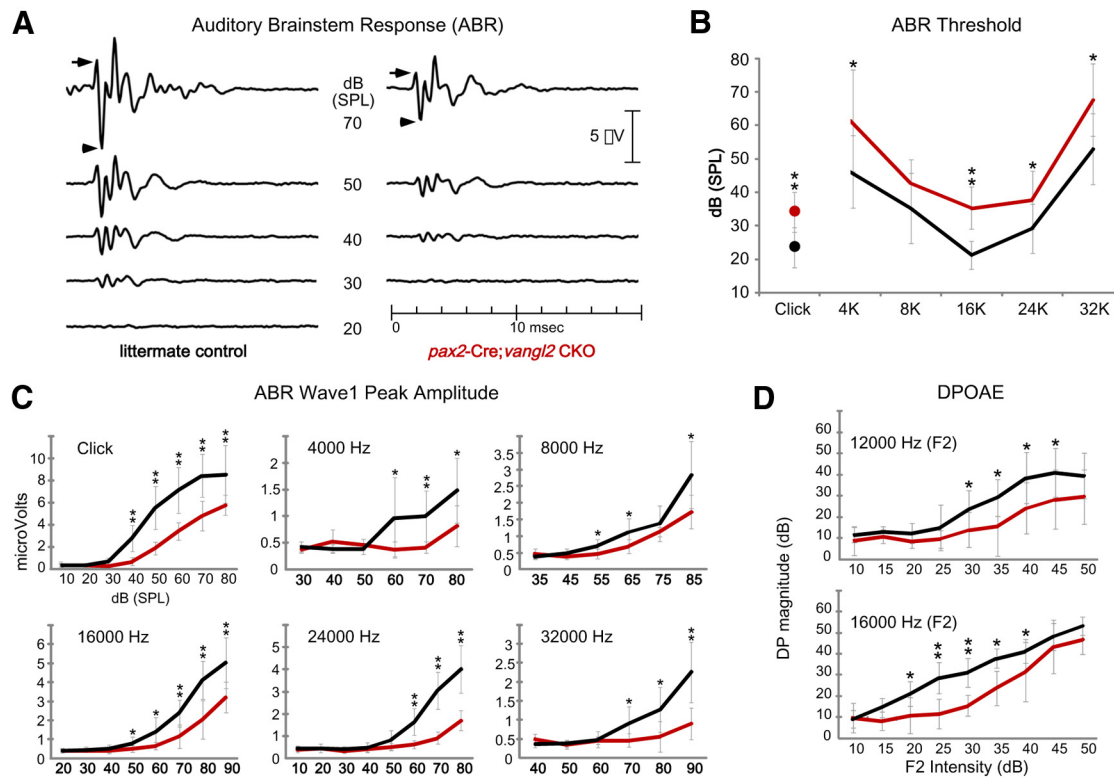 A
Auditory Brainstem Response (ABR)
dB
(SPL)
70
50
40
30
20
5 ▯V
0 10 msec
littermate control
pax2-Cre;vangl2 CKO
B
ABR Threshold
dB (SPL)
80
70
60
50
40
30
20
10
* ** ** * *
Click 4K 8K 16K 24K 32K
C
ABR Wave1 Peak Amplitude
microVolts
Click
10
8
6
4
2
0
** ** ** ** **
10 20 30 40 50 60 70 80
dB (SPL)
4000 Hz
2
1.5
1
0.5
0
* ** *
30 40 50 60 70 80
8000 Hz
3.5
3
2.5
2
1.5
1
0.5
0
* * *
35 45 55 65 75 85
16000 Hz
6
5
4
3
2
1
0
* * ** ** **
20 30 40 50 60 70 80 90
24000 Hz
6
5
4
3
2
1
0
** ** **
10 20 30 40 50 60 70 80
32000 Hz
3.5
3
2.5
2
1.5
1
0.5
0
* * **
40 50 60 70 80 90
D
DPOAE
DP magnitude (dB)
12000 Hz (F2)
60
50
40
30
20
10
0
* * * *
10 15 20 25 30 35 40 45 50
16000 Hz (F2)
60
50
40
30
20
10
0
* ** ** * *
10 15 20 25 30 35 40 45 50
F2 Intensity (dB)